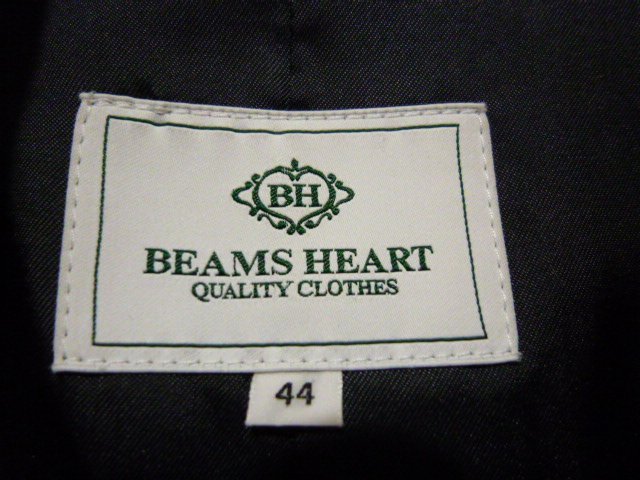 BH
BEAMS HEART
QUALITY CLOTHES
44